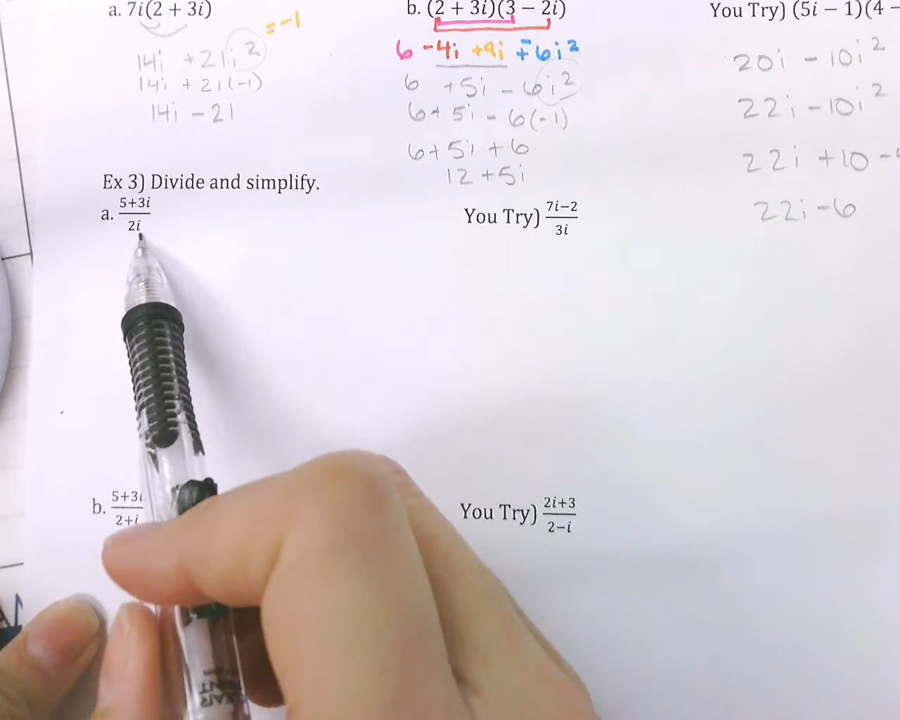 a. 7i(2 + 3i)
= -1
14i + 21i²
14i + 21(-1)
14i - 21
b. (2 + 3i)(3 − 2i)
6 -4i +9i -6i²
6 +5i - 6i²
6+ 5i - 6(-1)
6+5i +6
12 +5i
You Try) (5i − 1)(4 −
20i - 10i²
22i - 10i²
22i +10 -
22i - 6
Ex 3) Divide and simplify.
a. 5+3i / 2i
You Try) 7i−2 / 3i
b. 5+3i / 2+i
You Try) 2i+3 / 2−i